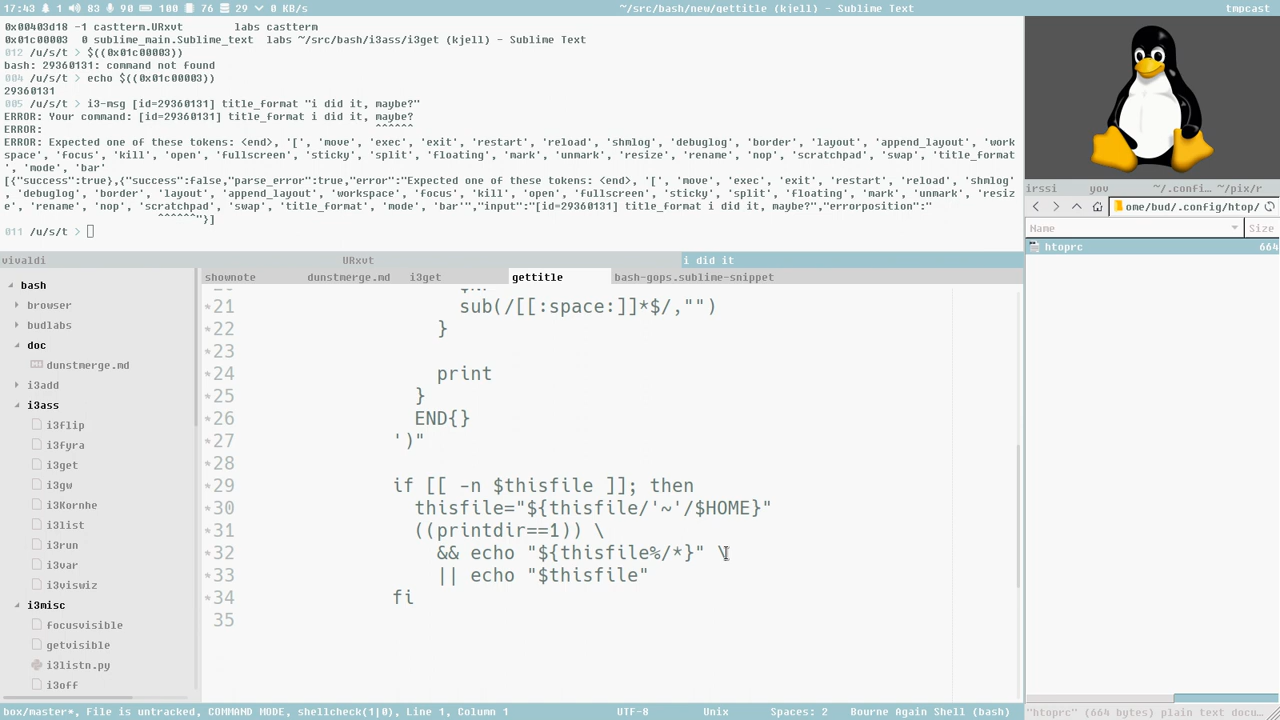 17:43 1 83 90 100 76 29 0 KB/s ~/src/bash/new/gettitle (kjell) - Sublime Text tmpcast
0x00403d18 -1 castterm.URxvt labs castterm
0x01c00003 0 sublime_main.Sublime_text labs ~/src/bash/i3ass/i3get (kjell) - Sublime Text
012 /u/s/t > $((0x01c00003))
bash: 29360131: command not found
004 /u/s/t > echo $((0x01c00003))
29360131
005 /u/s/t > i3-msg [id=29360131] title_format "i did it, maybe?"
ERROR: Your command: [id=29360131] title_format i did it, maybe?
ERROR: ^^^^^^
ERROR: Expected one of these tokens: <end>, '[', 'move', 'exec', 'exit', 'restart', 'reload', 'shmlog', 'debuglog', 'border', 'layout', 'append_layout', 'work
space', 'focus', 'kill', 'open', 'fullscreen', 'sticky', 'split', 'floating', 'mark', 'unmark', 'resize', 'rename', 'nop', 'scratchpad', 'swap', 'title_format
', 'mode', 'bar'
[{"success":true},{"success":false,"parse_error":true,"error":"Expected one of these tokens: <end>, '[', 'move', 'exec', 'exit', 'restart', 'reload', 'shmlog'
, 'debuglog', 'border', 'layout', 'append_layout', 'workspace', 'focus', 'kill', 'open', 'fullscreen', 'sticky', 'split', 'floating', 'mark', 'unmark', 'resiz
e', 'rename', 'nop', 'scratchpad', 'swap', 'title_format', 'mode', 'bar'","input":"[id=29360131] title_format i did it, maybe?","errorposition":"
^^^^^^"}]
011 /u/s/t >
vivaldi URxvt i did it
shownote dunstmerge.md i3get gettitle bash-gops.sublime-snippet
bash
browser
budlabs
doc
dunstmerge.md
i3add
i3ass
i3flip
i3fyra
i3get
i3gw
i3Kornhe
i3list
i3run
i3var
i3viswiz
i3misc
focusvisible
getvisible
i3listn.py
i3off
*21 sub(/[[:space:]]*$/,"")
*22 }
*23
*24 print
*25 }
*26 END{}
*27 ')"
*28
*29 if [[ -n $thisfile ]]; then
*30 thisfile="${thisfile/'~'/$HOME}"
*31 ((printdir==1)) \
*32 && echo "${thisfile%/*}" \
*33 || echo "$thisfile"
*34 fi
35
irssi yov ~/.confi… ~/pix/r
ome/bud/.config/htop/
Name Size
htoprc 664
box/master*, File is untracked, COMMAND MODE, shellcheck(1|0), Line 1, Column 1 UTF-8 Unix Spaces: 2 Bourne Again Shell (bash)
"htoprc" (664 bytes) plain text docu…